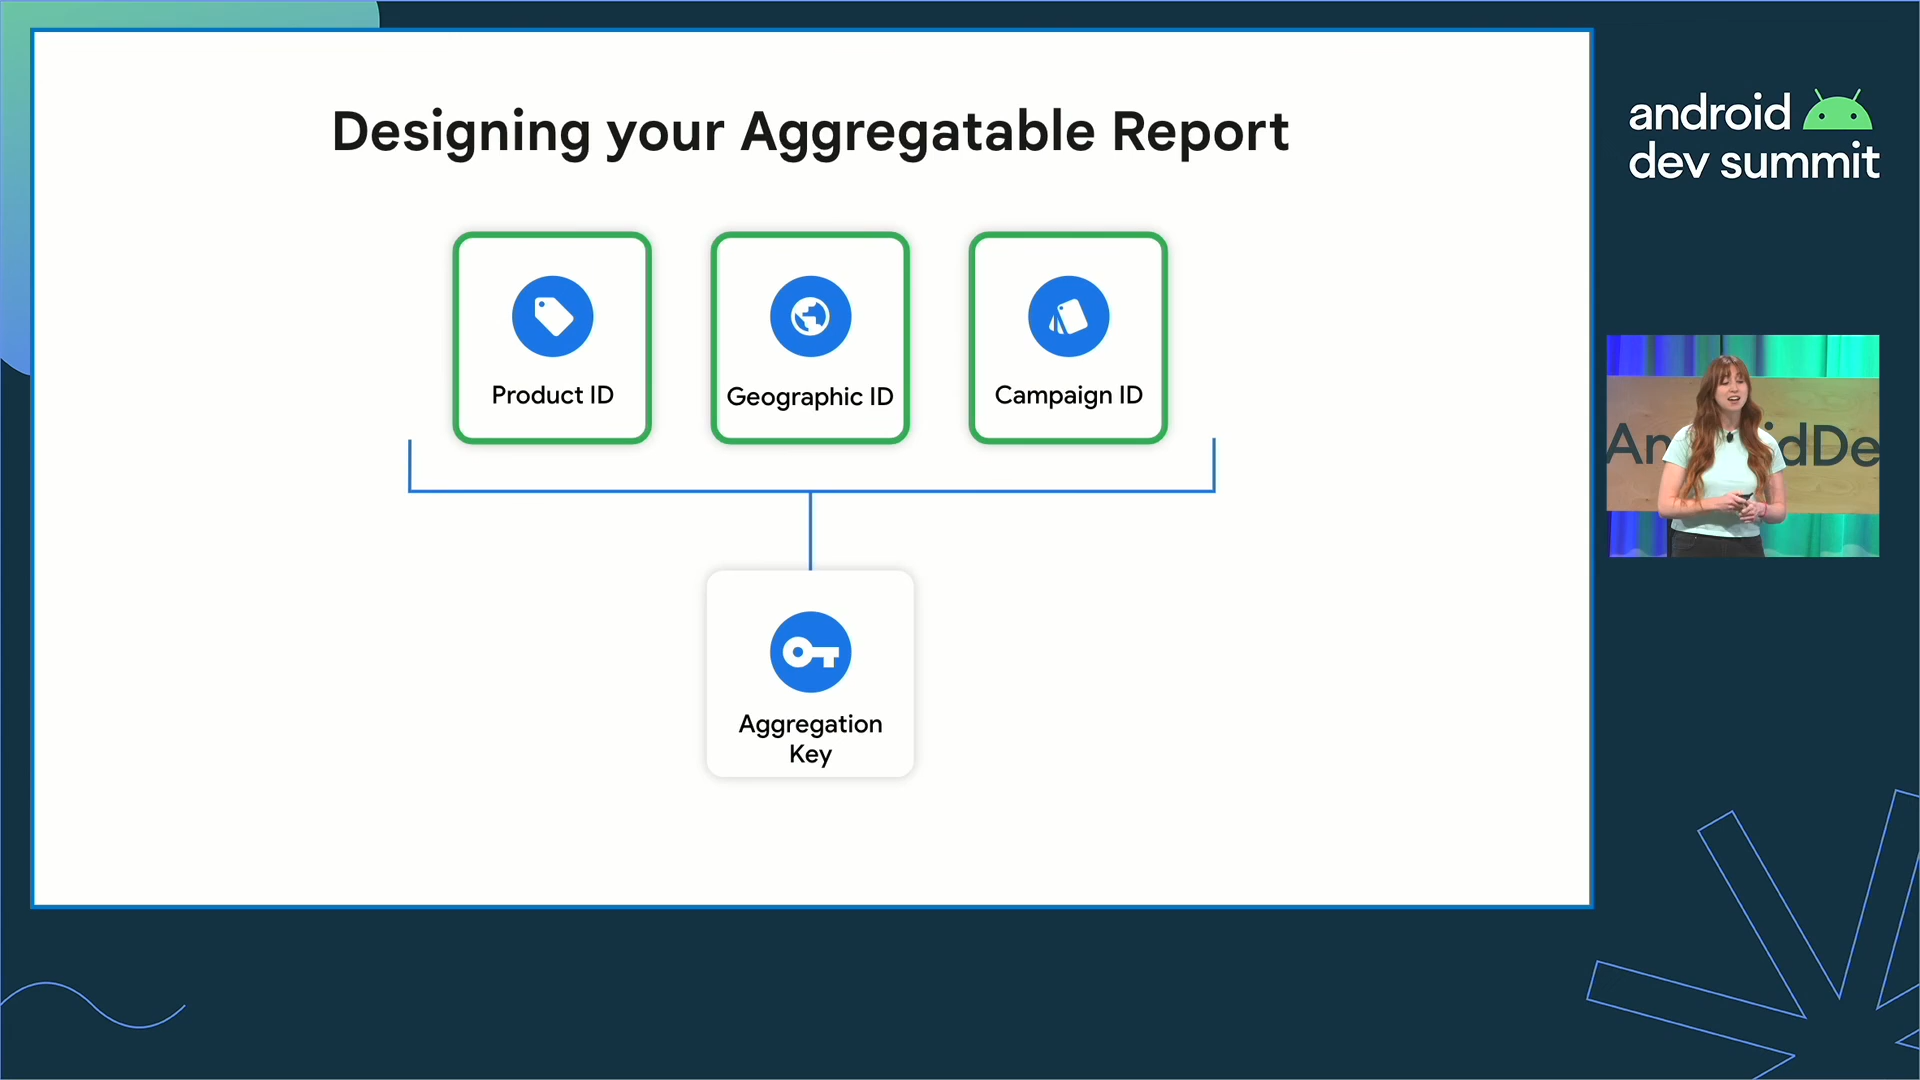 Designing your Aggregatable Report
android
dev summit
Product ID
Geographic ID
Campaign ID
Aggregation
Key